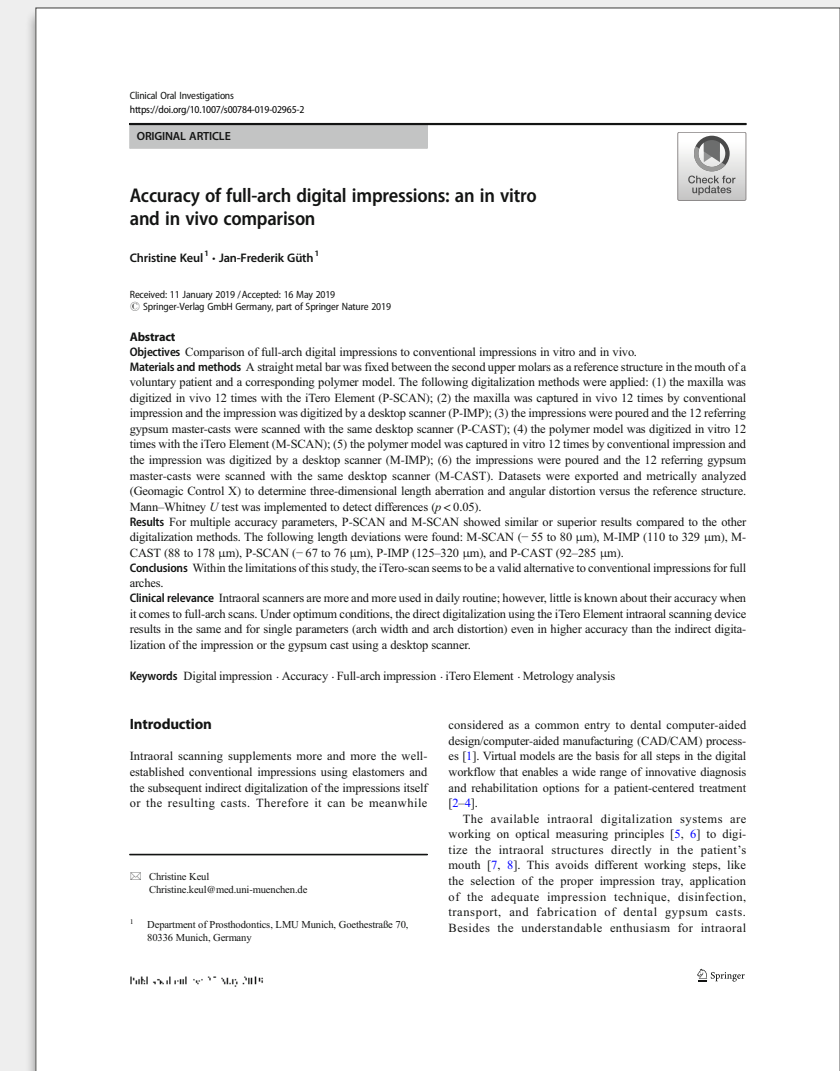 Clinical Oral Investigations
https://doi.org/10.1007/s00784-019-02965-2
ORIGINAL ARTICLE
Check for
updates
Accuracy of full-arch digital impressions: an in vitro
and in vivo comparison
Christine Keul¹ · Jan-Frederik Güth¹
Received: 11 January 2019 / Accepted: 16 May 2019
© Springer-Verlag GmbH Germany, part of Springer Nature 2019
Abstract
Objectives Comparison of full-arch digital impressions to conventional impressions in vitro and in vivo.
Materials and methods A straight metal bar was fixed between the second upper molars as a reference structure in the mouth of a
voluntary patient and a corresponding polymer model. The following digitalization methods were applied: (1) the maxilla was
digitized in vivo 12 times with the iTero Element (P-SCAN); (2) the maxilla was captured in vivo 12 times by conventional
impression and the impression was digitized by a desktop scanner (P-IMP); (3) the impressions were poured and the 12 referring
gypsum master-casts were scanned with the same desktop scanner (P-CAST); (4) the polymer model was digitized in vitro 12
times with the iTero Element (M-SCAN); (5) the polymer model was captured in vitro 12 times by conventional impression and
the impression was digitized by a desktop scanner (M-IMP); (6) the impressions were poured and the 12 referring gypsum
master-casts were scanned with the same desktop scanner (M-CAST). Datasets were exported and metrically analyzed
(Geomagic Control X) to determine three-dimensional length aberration and angular distortion versus the reference structure.
Mann–Whitney U test was implemented to detect differences (p < 0.05).
Results For multiple accuracy parameters, P-SCAN and M-SCAN showed similar or superior results compared to the other
digitalization methods. The following length deviations were found: M-SCAN (− 55 to 80 μm), M-IMP (110 to 329 μm), M-
CAST (88 to 178 μm), P-SCAN (− 67 to 76 μm), P-IMP (125–320 μm), and P-CAST (92–285 μm).
Conclusions Within the limitations of this study, the iTero-scan seems to be a valid alternative to conventional impressions for full
arches.
Clinical relevance Intraoral scanners are more and more used in daily routine; however, little is known about their accuracy when
it comes to full-arch scans. Under optimum conditions, the direct digitalization using the iTero Element intraoral scanning device
results in the same and for single parameters (arch width and arch distortion) even in higher accuracy than the indirect digita-
lization of the impression or the gypsum cast using a desktop scanner.
Keywords Digital impression · Accuracy · Full-arch impression · iTero Element · Metrology analysis
Introduction
Intraoral scanning supplements more and more the well-
established conventional impressions using elastomers and
the subsequent indirect digitalization of the impressions itself
or the resulting casts. Therefore it can be meanwhile
considered as a common entry to dental computer-aided
design/computer-aided manufacturing (CAD/CAM) process-
es [1]. Virtual models are the basis for all steps in the digital
workflow that enables a wide range of innovative diagnosis
and rehabilitation options for a patient-centered treatment
[2–4].
The available intraoral digitalization systems are
working on optical measuring principles [5, 6] to digi-
tize the intraoral structures directly in the patient's
mouth [7, 8]. This avoids different working steps, like
the selection of the proper impression tray, application
of the adequate impression technique, disinfection,
transport, and fabrication of dental gypsum casts.
Besides the understandable enthusiasm for intraoral
Christine Keul
Christine.keul@med.uni-muenchen.de
1 Department of Prosthodontics, LMU Munich, Goethestraße 70,
80336 Munich, Germany
Springer